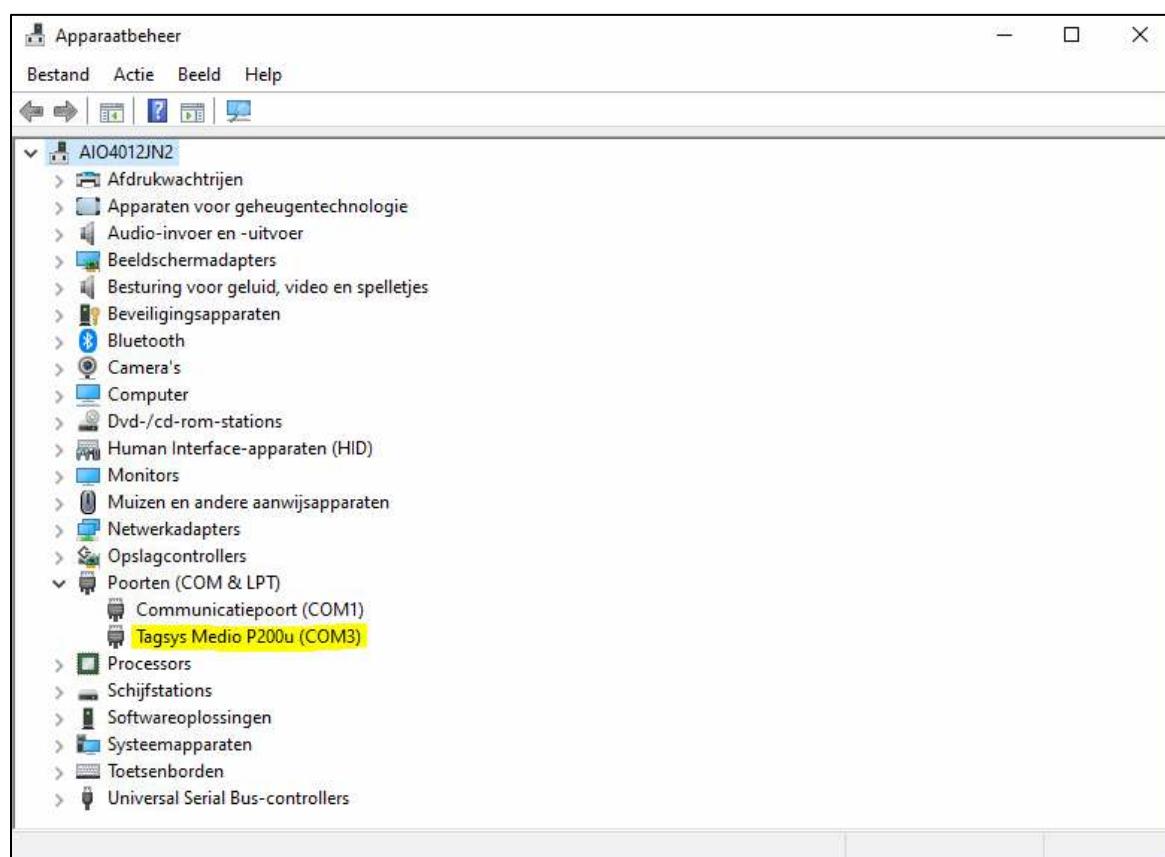 Apparaatbeheer
Bestand Actie Beeld Help
AIO4012JN2
Afdrukwachtrijen
Apparaten voor geheugentechnologie
Audio-invoer en -uitvoer
Beeldschermadapters
Besturing voor geluid, video en spelletjes
Beveiligingsapparaten
Bluetooth
Camera's
Computer
Dvd-/cd-rom-stations
Human Interface-apparaten (HID)
Monitors
Muizen en andere aanwijsapparaten
Netwerkadapters
Opslagcontrollers
Poorten (COM & LPT)
Communicatiepoort (COM1)
Tagsys Medio P200u (COM3)
Processors
Schijfstations
Softwareoplossingen
Systeemapparaten
Toetsenborden
Universal Serial Bus-controllers